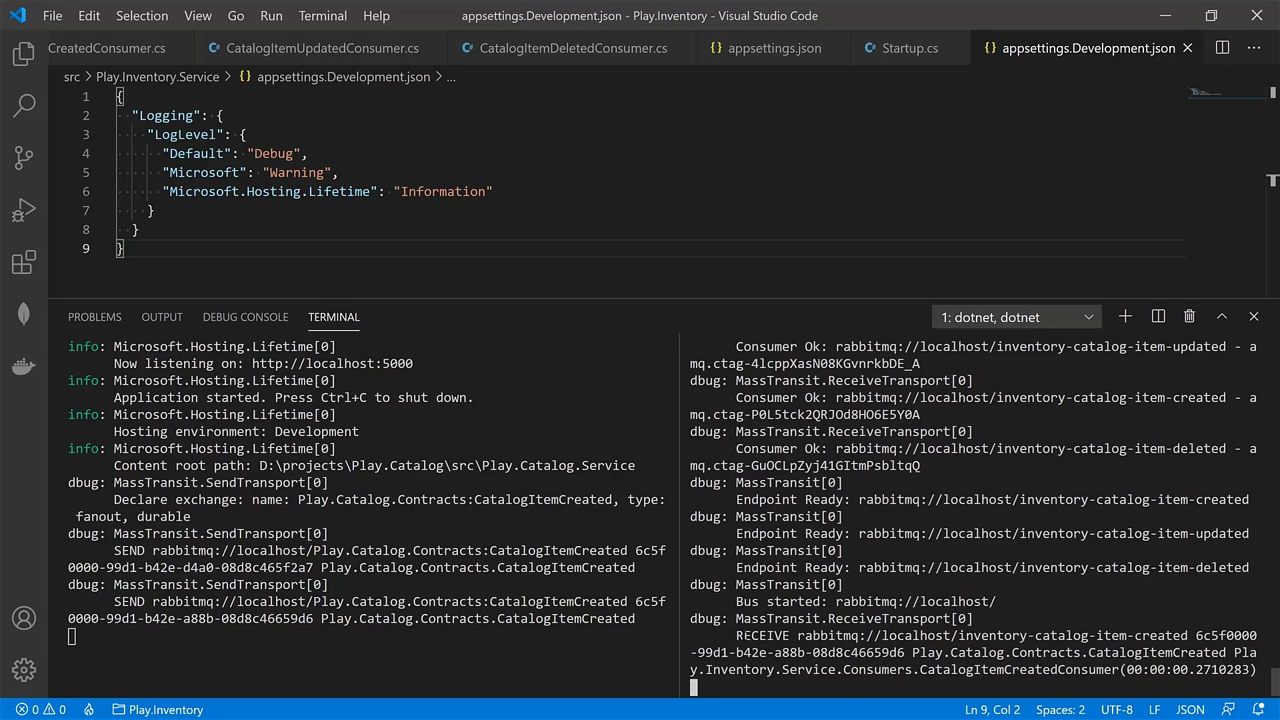 File Edit Selection View Go Run Terminal Help appsettings.Development.json - Play.Inventory - Visual Studio Code
CreatedConsumer.cs CatalogItemUpdatedConsumer.cs CatalogItemDeletedConsumer.cs {} appsettings.json Startup.cs {} appsettings.Development.json
src > Play.Inventory.Service > {} appsettings.Development.json > ...
1 {
2 "Logging": {
3 "LogLevel": {
4 "Default": "Debug",
5 "Microsoft": "Warning",
6 "Microsoft.Hosting.Lifetime": "Information"
7 }
8 }
9 }
PROBLEMS OUTPUT DEBUG CONSOLE TERMINAL 1: dotnet, dotnet
info: Microsoft.Hosting.Lifetime[0]
Now listening on: http://localhost:5000
info: Microsoft.Hosting.Lifetime[0]
Application started. Press Ctrl+C to shut down.
info: Microsoft.Hosting.Lifetime[0]
Hosting environment: Development
info: Microsoft.Hosting.Lifetime[0]
Content root path: D:\projects\Play.Catalog\src\Play.Catalog.Service
dbug: MassTransit.SendTransport[0]
Declare exchange: name: Play.Catalog.Contracts:CatalogItemCreated, type:
fanout, durable
dbug: MassTransit.SendTransport[0]
SEND rabbitmq://localhost/Play.Catalog.Contracts:CatalogItemCreated 6c5f
0000-99d1-b42e-d4a0-08d8c465f2a7 Play.Catalog.Contracts.CatalogItemCreated
dbug: MassTransit.SendTransport[0]
SEND rabbitmq://localhost/Play.Catalog.Contracts:CatalogItemCreated 6c5f
0000-99d1-b42e-a88b-08d8c46659d6 Play.Catalog.Contracts.CatalogItemCreated
Consumer Ok: rabbitmq://localhost/inventory-catalog-item-updated - a
mq.ctag-4lcppXasN08KGvnrkbDE_A
dbug: MassTransit.ReceiveTransport[0]
Consumer Ok: rabbitmq://localhost/inventory-catalog-item-created - a
mq.ctag-P0L5tck2QRJOd8HO6E5Y0A
dbug: MassTransit.ReceiveTransport[0]
Consumer Ok: rabbitmq://localhost/inventory-catalog-item-deleted - a
mq.ctag-GuOCLpZyj41GItmPsbltqQ
dbug: MassTransit[0]
Endpoint Ready: rabbitmq://localhost/inventory-catalog-item-created
dbug: MassTransit[0]
Endpoint Ready: rabbitmq://localhost/inventory-catalog-item-updated
dbug: MassTransit[0]
Endpoint Ready: rabbitmq://localhost/inventory-catalog-item-deleted
dbug: MassTransit[0]
Bus started: rabbitmq://localhost/
dbug: MassTransit.ReceiveTransport[0]
RECEIVE rabbitmq://localhost/inventory-catalog-item-created 6c5f0000
-99d1-b42e-a88b-08d8c46659d6 Play.Catalog.Contracts.CatalogItemCreated Pla
y.Inventory.Service.Consumers.CatalogItemCreatedConsumer(00:00:00.2710283)
0 0 Play.Inventory Ln 9, Col 2 Spaces: 2 UTF-8 LF JSON